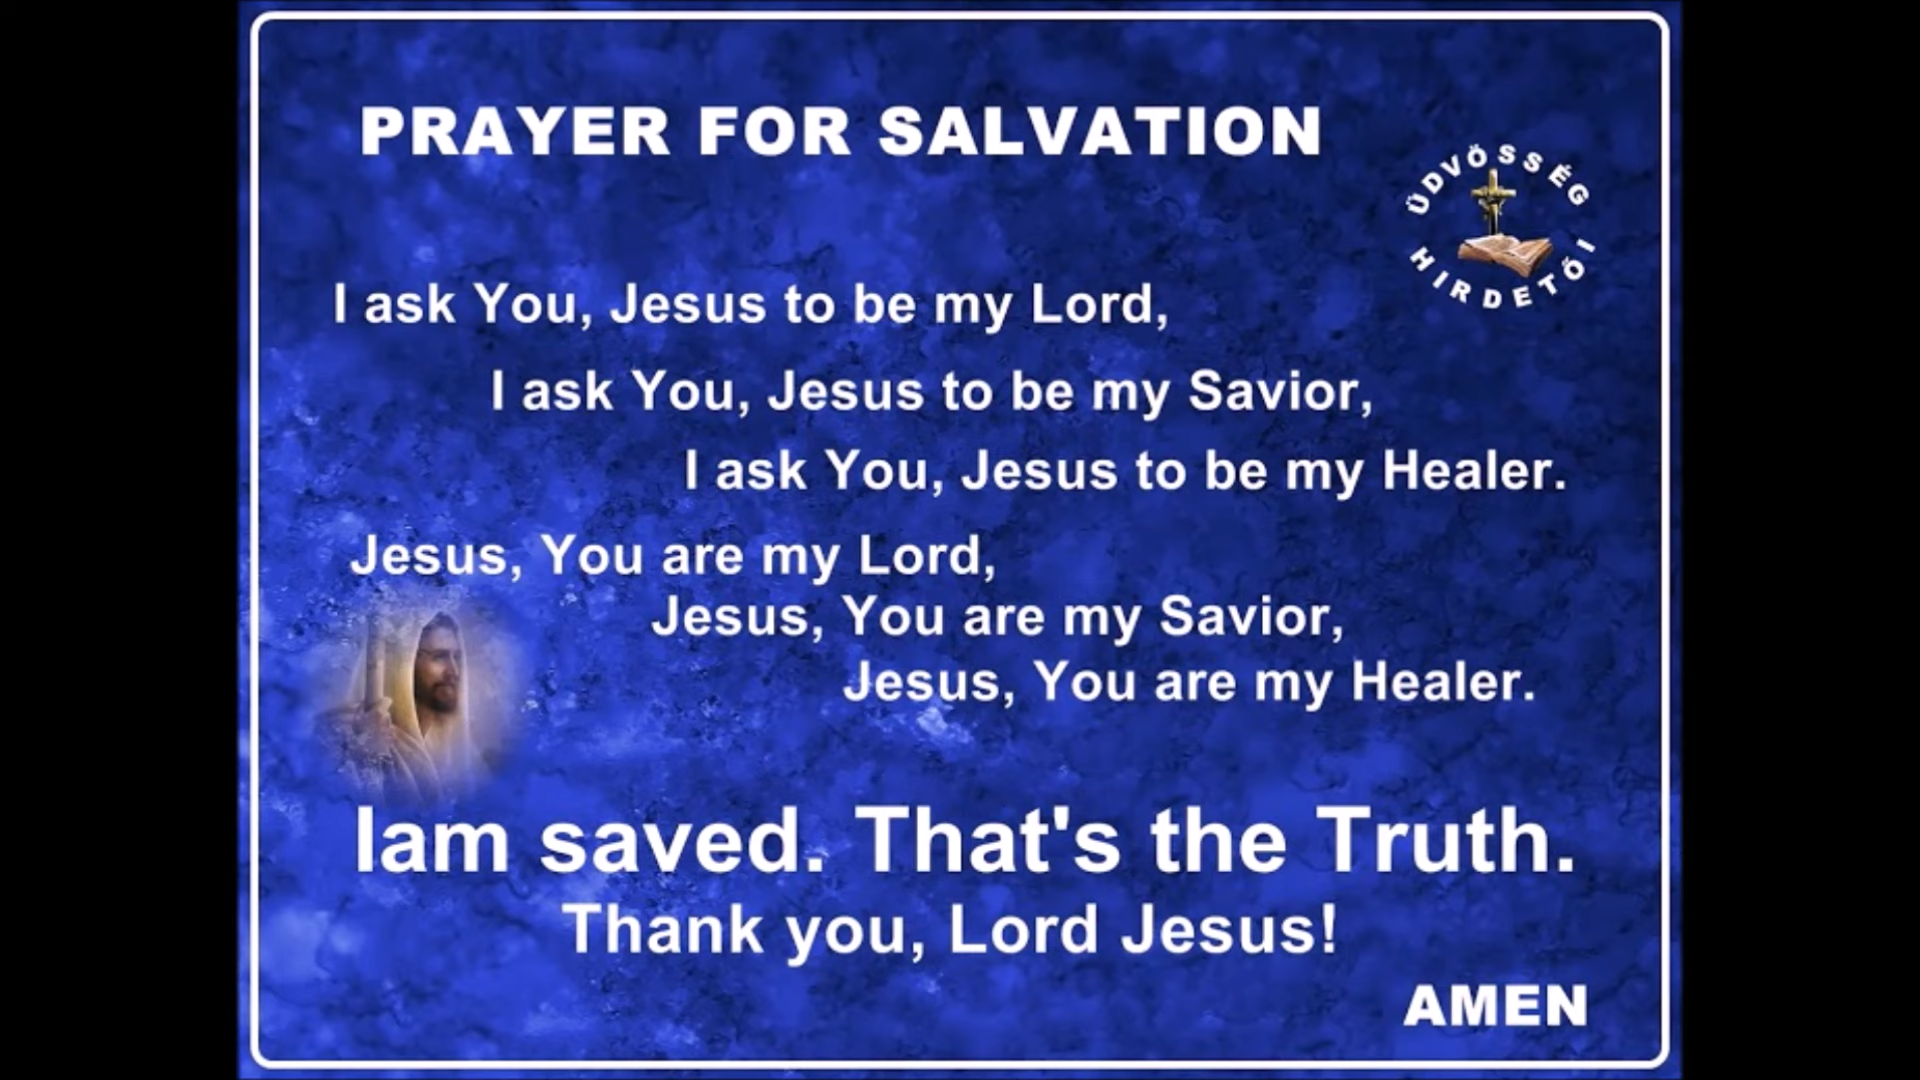 PRAYER FOR SALVATION
ÜDVÖSSÉG
HIRDETŐI
I ask You, Jesus to be my Lord,
I ask You, Jesus to be my Savior,
I ask You, Jesus to be my Healer.
Jesus, You are my Lord,
Jesus, You are my Savior,
Jesus, You are my Healer.
Iam saved. That's the Truth.
Thank you, Lord Jesus!
AMEN